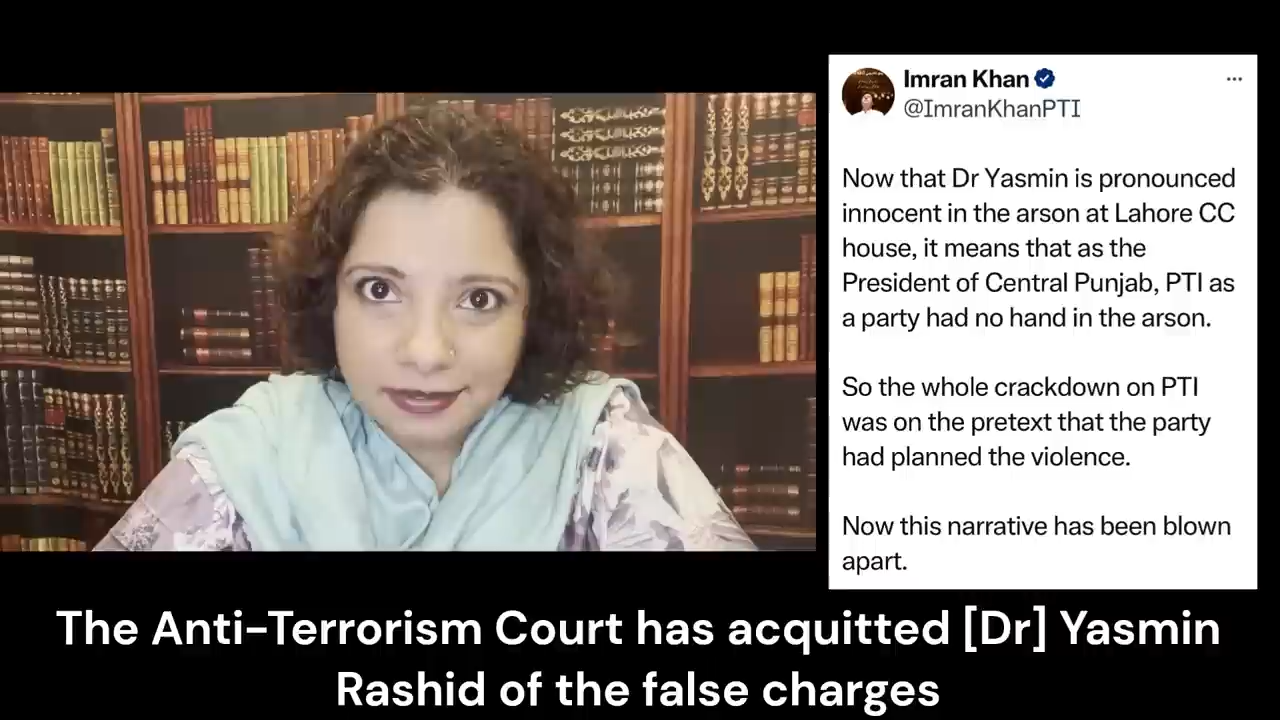 Imran Khan
@ImranKhanPTI
Now that Dr Yasmin is pronounced
innocent in the arson at Lahore CC
house, it means that as the
President of Central Punjab, PTI as
a party had no hand in the arson.
So the whole crackdown on PTI
was on the pretext that the party
had planned the violence.
Now this narrative has been blown
apart.
The Anti-Terrorism Court has acquitted [Dr] Yasmin
Rashid of the false charges